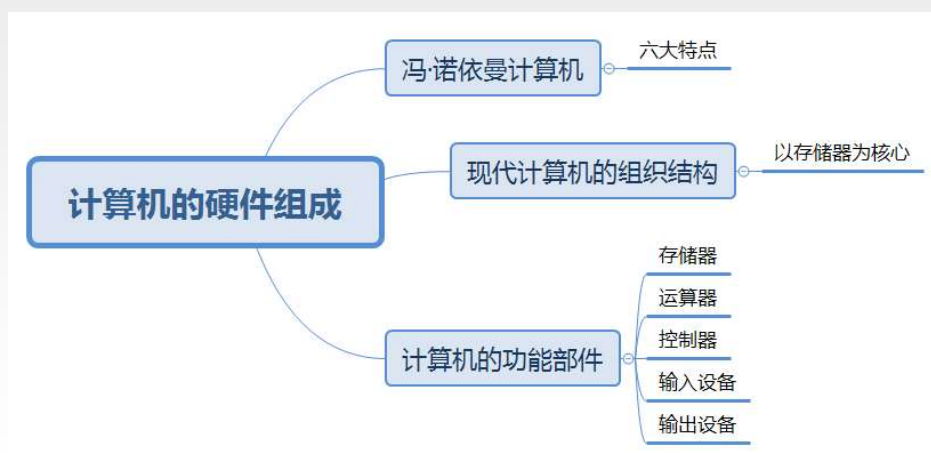 计算机的硬件组成
冯·诺依曼计算机
六大特点
现代计算机的组织结构
以存储器为核心
计算机的功能部件
存储器
运算器
控制器
输入设备
输出设备